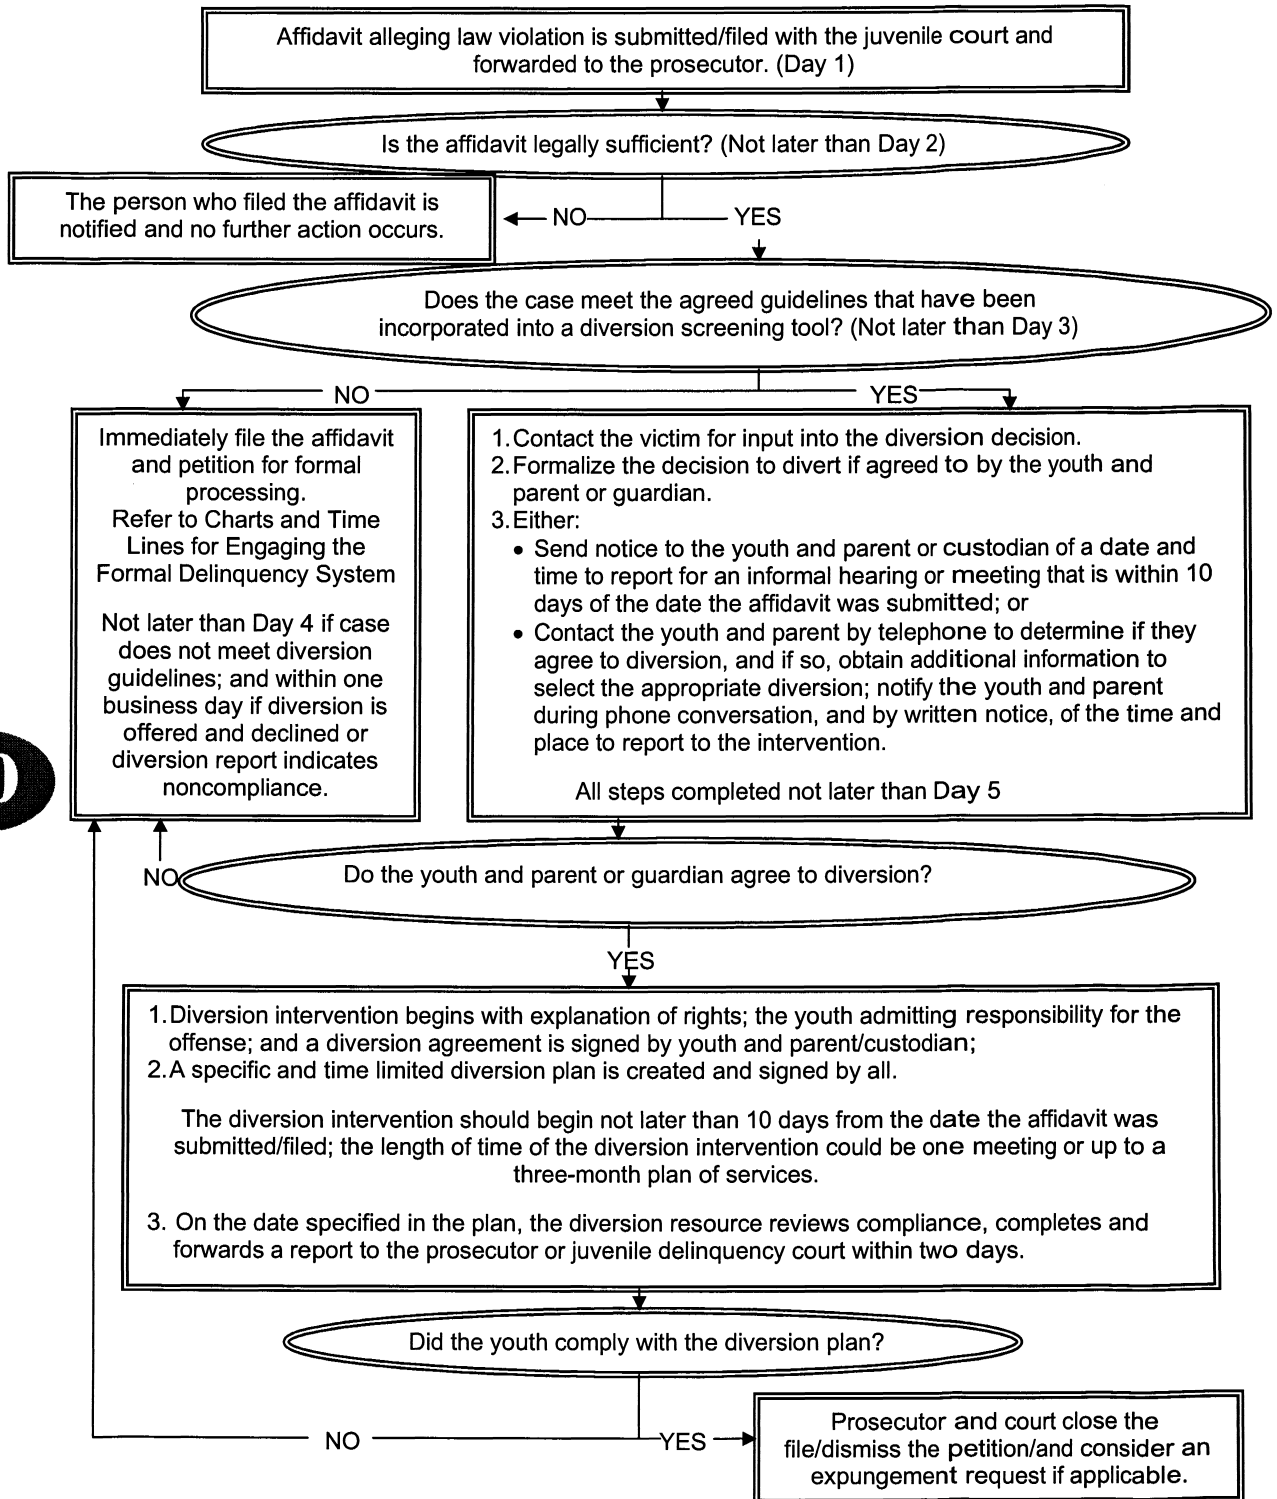 Affidavit alleging law violation is submitted/filed with the juvenile court and
forwarded to the prosecutor. (Day 1)
Is the affidavit legally sufficient? (Not later than Day 2)
The person who filed the affidavit is
notified and no further action occurs.
NO
YES
Does the case meet the agreed guidelines that have been
incorporated into a diversion screening tool? (Not later than Day 3)
NO
YES
Immediately file the affidavit
and petition for formal
processing.
Refer to Charts and Time
Lines for Engaging the
Formal Delinquency System
Not later than Day 4 if case
does not meet diversion
guidelines; and within one
business day if diversion is
offered and declined or
diversion report indicates
noncompliance.
1. Contact the victim for input into the diversion decision.
2. Formalize the decision to divert if agreed to by the youth and
parent or guardian.
3. Either:
• Send notice to the youth and parent or custodian of a date and
time to report for an informal hearing or meeting that is within 10
days of the date the affidavit was submitted; or
• Contact the youth and parent by telephone to determine if they
agree to diversion, and if so, obtain additional information to
select the appropriate diversion; notify the youth and parent
during phone conversation, and by written notice, of the time and
place to report to the intervention.
All steps completed not later than Day 5
NO
Do the youth and parent or guardian agree to diversion?
YES
1. Diversion intervention begins with explanation of rights; the youth admitting responsibility for the
offense; and a diversion agreement is signed by youth and parent/custodian;
2. A specific and time limited diversion plan is created and signed by all.
The diversion intervention should begin not later than 10 days from the date the affidavit was
submitted/filed; the length of time of the diversion intervention could be one meeting or up to a
three-month plan of services.
3. On the date specified in the plan, the diversion resource reviews compliance, completes and
forwards a report to the prosecutor or juvenile delinquency court within two days.
Did the youth comply with the diversion plan?
NO
YES
Prosecutor and court close the
file/dismiss the petition/and consider an
expungement request if applicable.